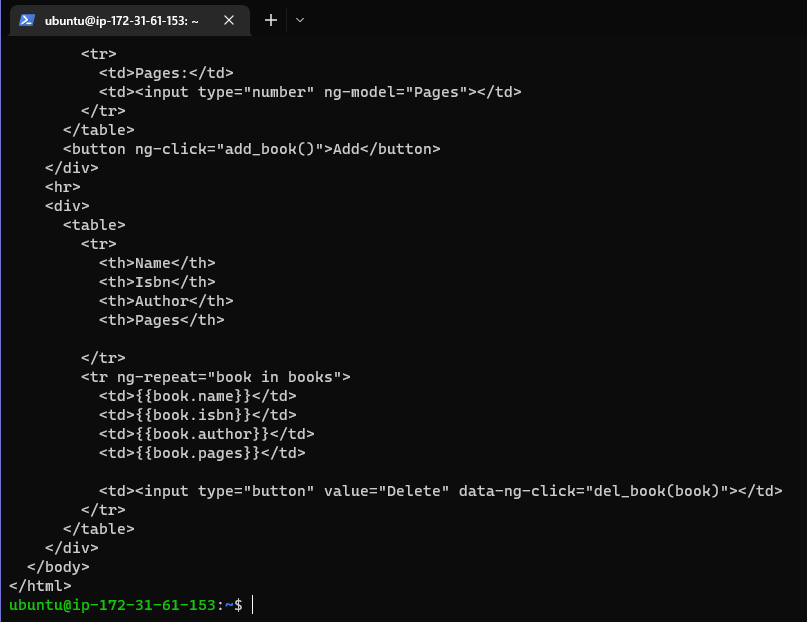 ubuntu@ip-172-31-61-153: ~
        <tr>
          <td>Pages:</td>
          <td><input type="number" ng-model="Pages"></td>
        </tr>
      </table>
      <button ng-click="add_book()">Add</button>
    </div>
    <hr>
    <div>
      <table>
        <tr>
          <th>Name</th>
          <th>Isbn</th>
          <th>Author</th>
          <th>Pages</th>

        </tr>
        <tr ng-repeat="book in books">
          <td>{{book.name}}</td>
          <td>{{book.isbn}}</td>
          <td>{{book.author}}</td>
          <td>{{book.pages}}</td>

          <td><input type="button" value="Delete" data-ng-click="del_book(book)"></td>
        </tr>
      </table>
    </div>
  </body>
</html>
ubuntu@ip-172-31-61-153:~$